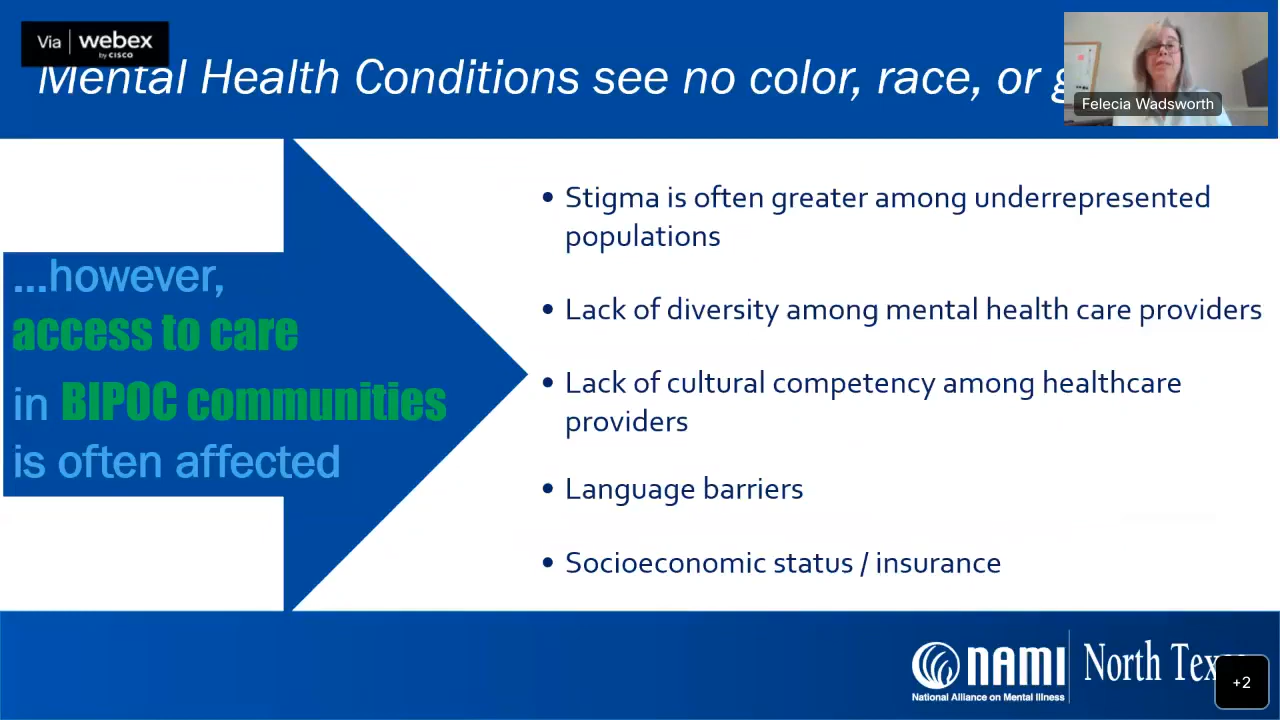 Via webex
by CISCO
Mental Health Conditions see no color, race, or
Felecia Wadsworth
• Stigma is often greater among underrepresented
populations
• Lack of diversity among mental health care providers
• Lack of cultural competency among healthcare
providers
• Language barriers
• Socioeconomic status / insurance
...however,
access to care
in BIPOC communities
is often affected
nami North
National Alliance on Mental Illness
+2